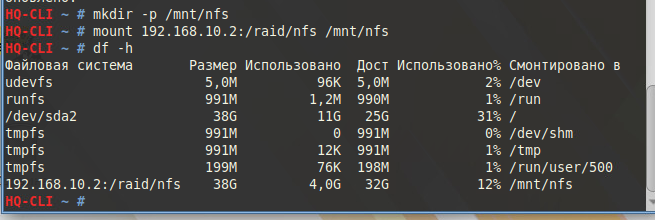 HQ-CLI ~ # mkdir -p /mnt/nfs
HQ-CLI ~ # mount 192.168.10.2:/raid/nfs /mnt/nfs
HQ-CLI ~ # df -h
Файловая система Размер Использовано Дост Использовано% Смонтировано в
udevfs 5,0M 96K 5,0M 2% /dev
runfs 991M 1,2M 990M 1% /run
/dev/sda2 38G 11G 25G 31% /
tmpfs 991M 0 991M 0% /dev/shm
tmpfs 991M 12K 991M 1% /tmp
tmpfs 199M 76K 198M 1% /run/user/500
192.168.10.2:/raid/nfs 38G 4,0G 32G 12% /mnt/nfs
HQ-CLI ~ #